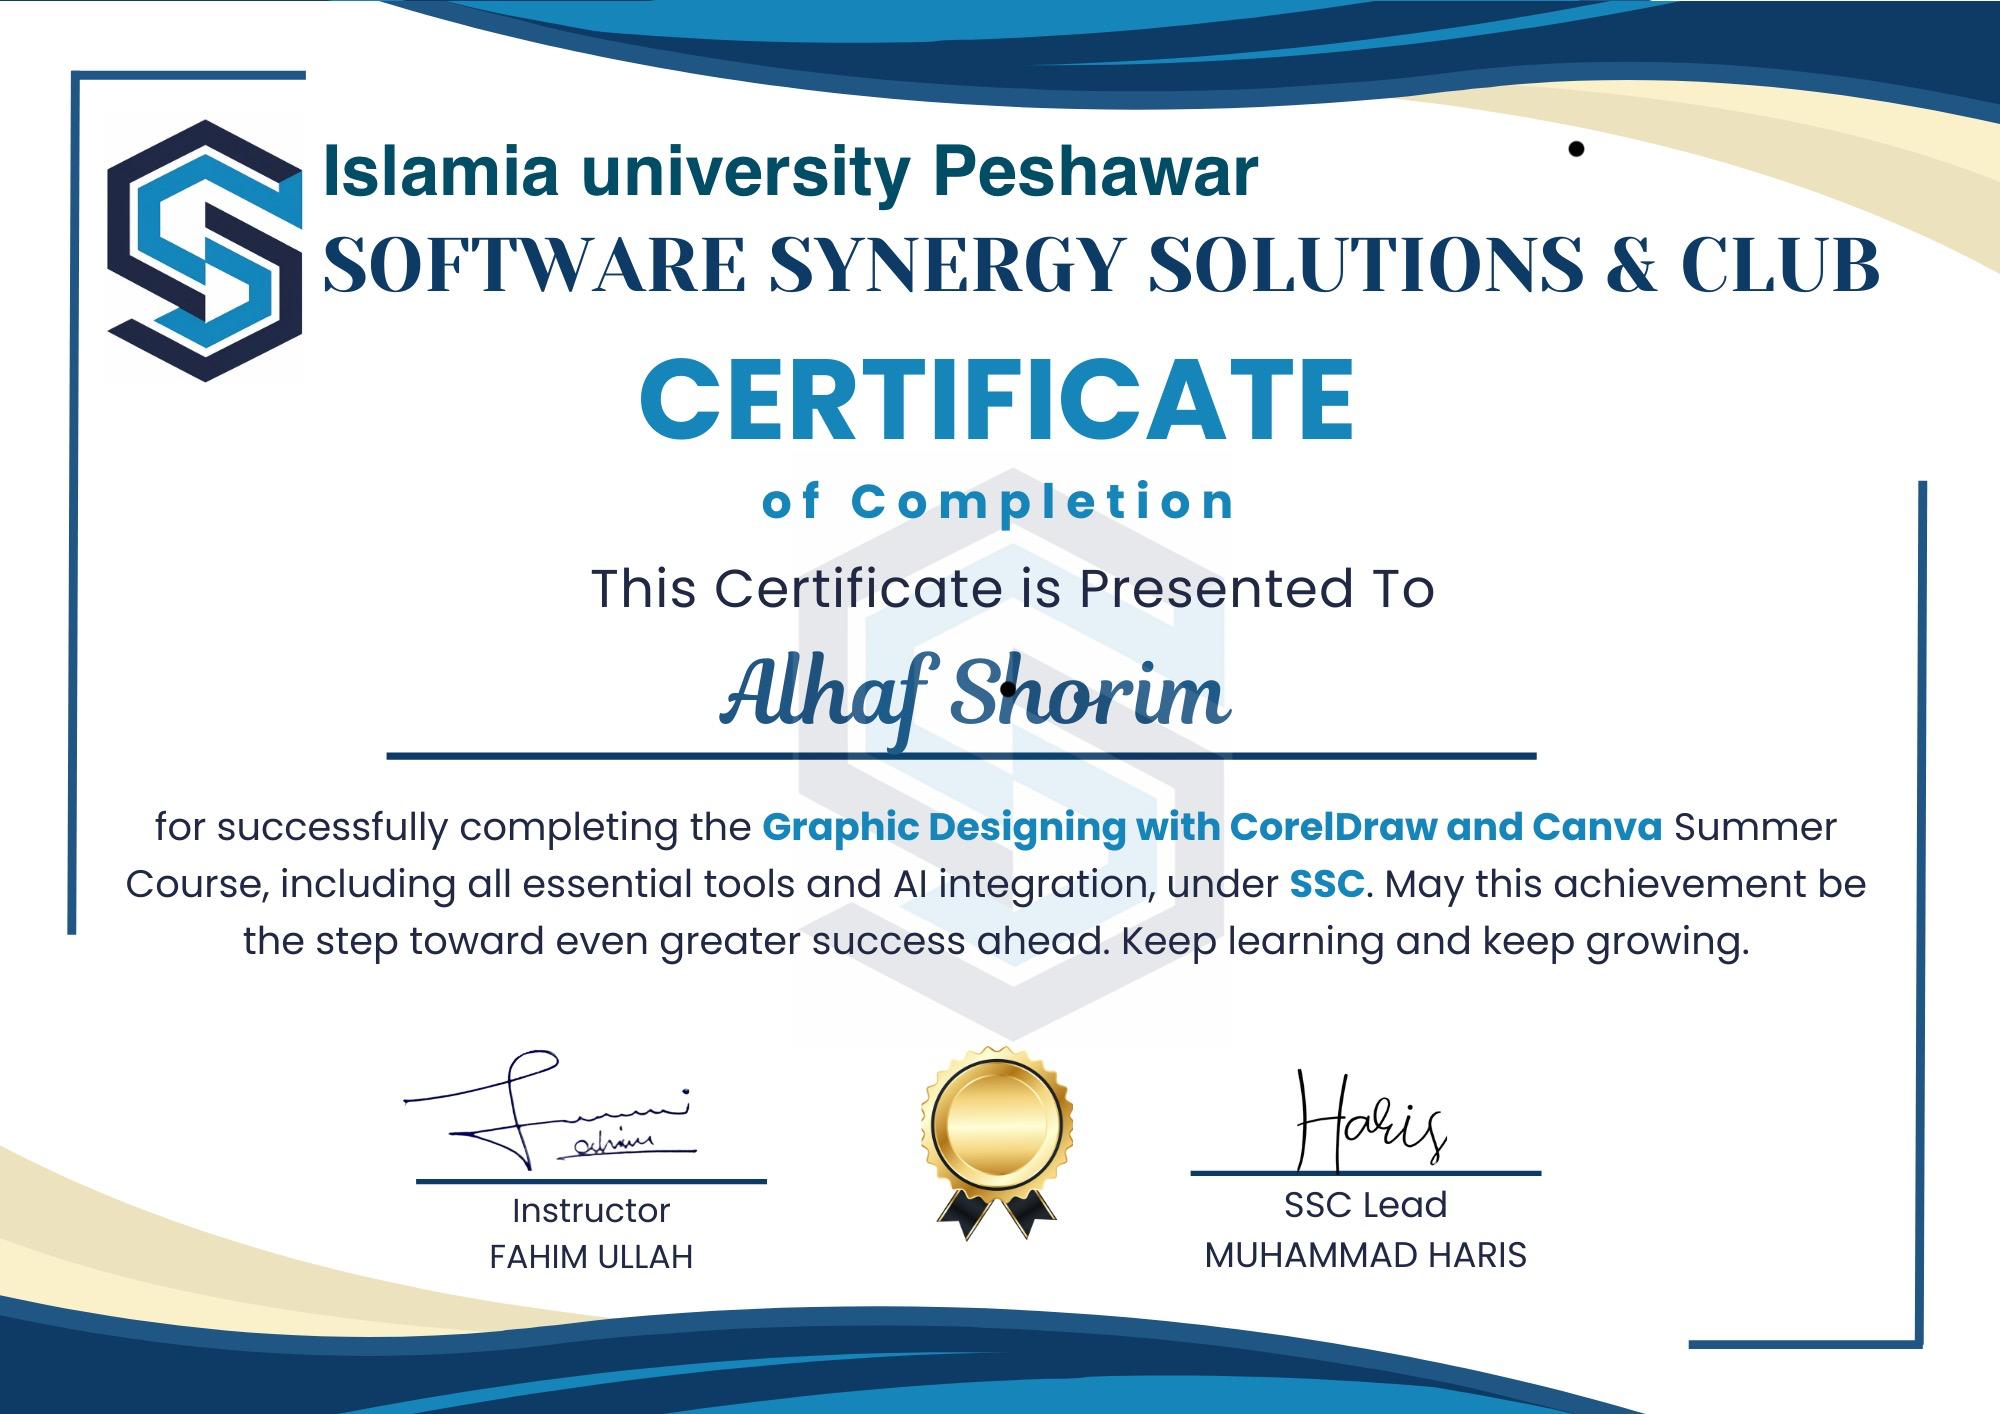 Islamia university Peshawar
SOFTWARE SYNERGY SOLUTIONS & CLUB
CERTIFICATE
of Completion
This Certificate is Presented To
Alhaf Shorim
for successfully completing the Graphic Designing with CorelDraw and Canva Summer
Course, including all essential tools and AI integration, under SSC. May this achievement be
the step toward even greater success ahead. Keep learning and keep growing.
Haris
Instructor
FAHIM ULLAH
SSC Lead
MUHAMMAD HARIS